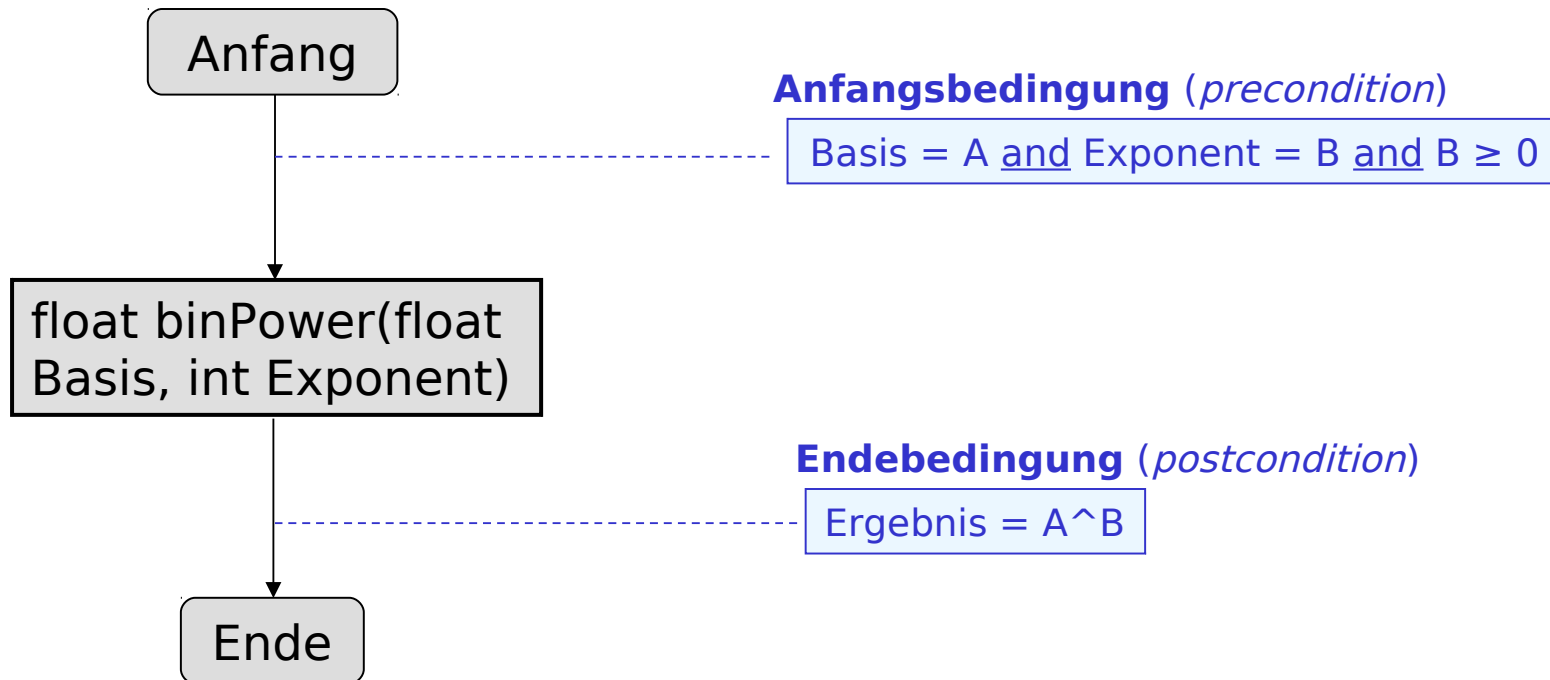 Anfang
Anfangsbedingung (precondition)
Basis = A and Exponent = B and B ≥ 0
float binPower(float
Basis, int Exponent)
Endebedingung (postcondition)
Ergebnis = A^B
Ende